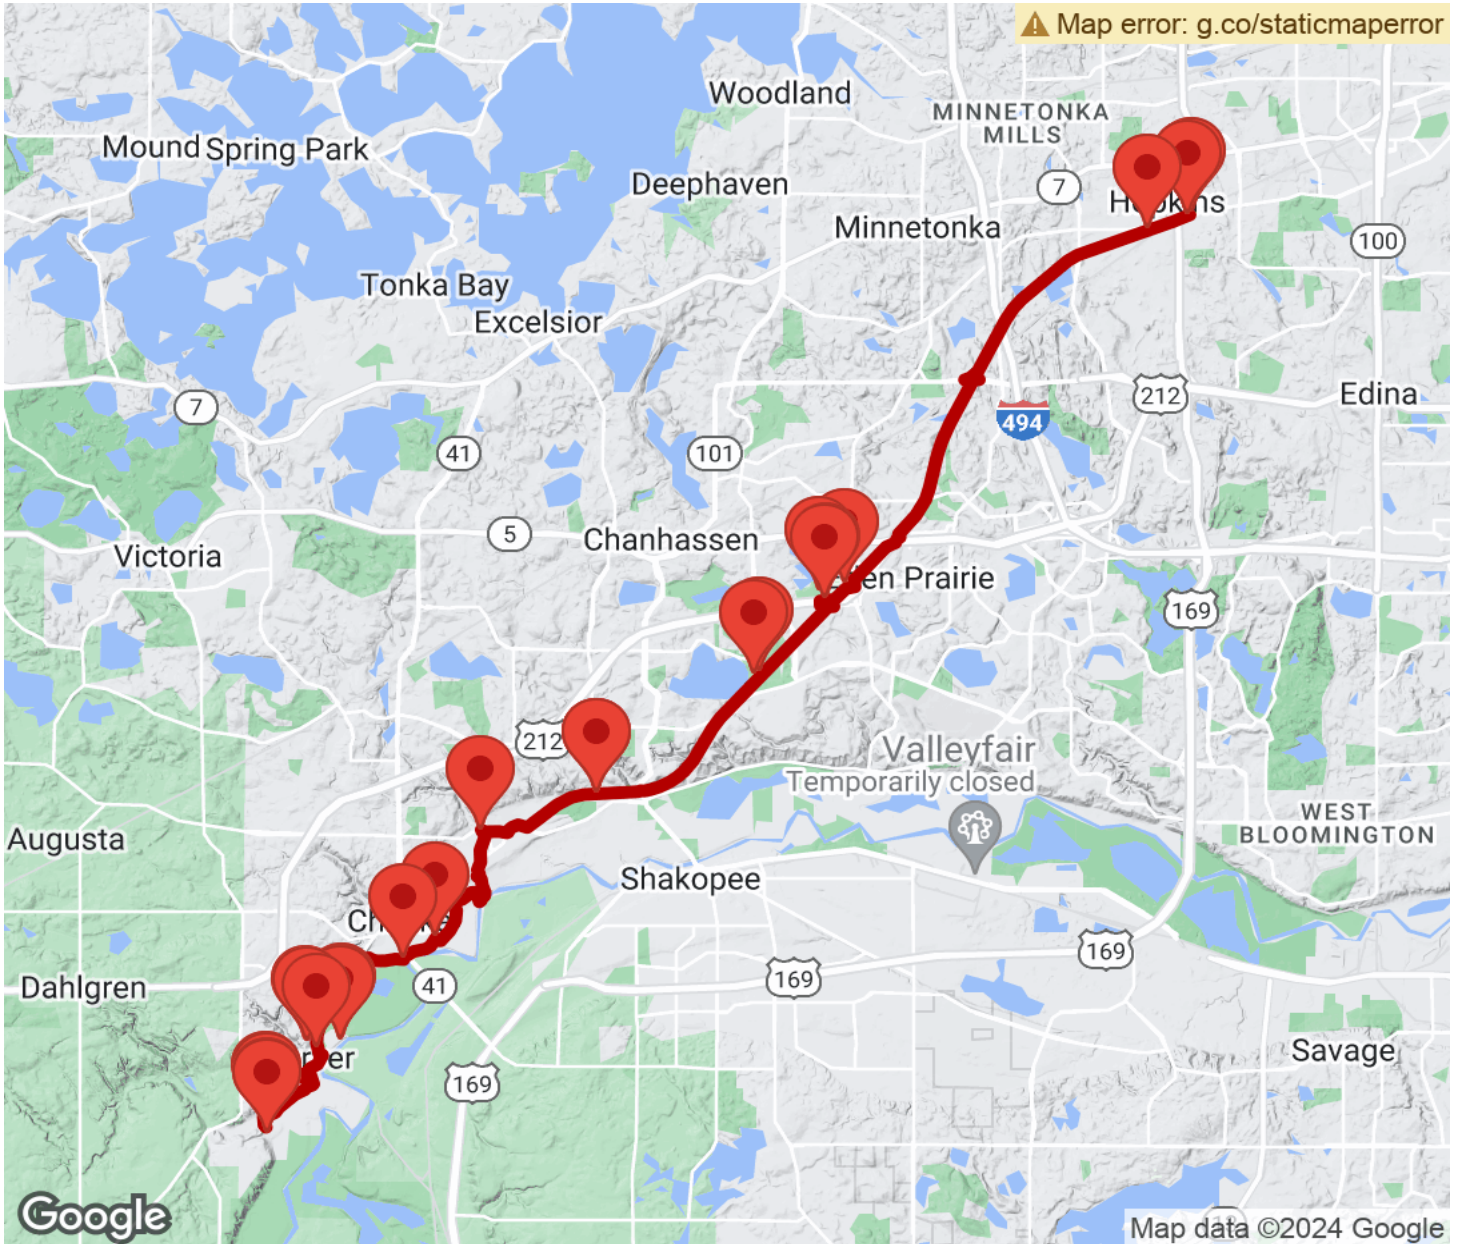 Map error: g.co/staticmaperror
Woodland
MINNETONKA
MILLS
Mound
Spring Park
Deephaven
7
Minnetonka
100
Tonka Bay
Excelsior
7
212
Edina
494
41
101
5
Chanhassen
Victoria
Prairie
169
212
Valleyfair
Temporarily closed
WEST
BLOOMINGTON
Augusta
Shakopee
169
169
Dahlgren
41
Savage
169
Google
Map data ©2024 Google